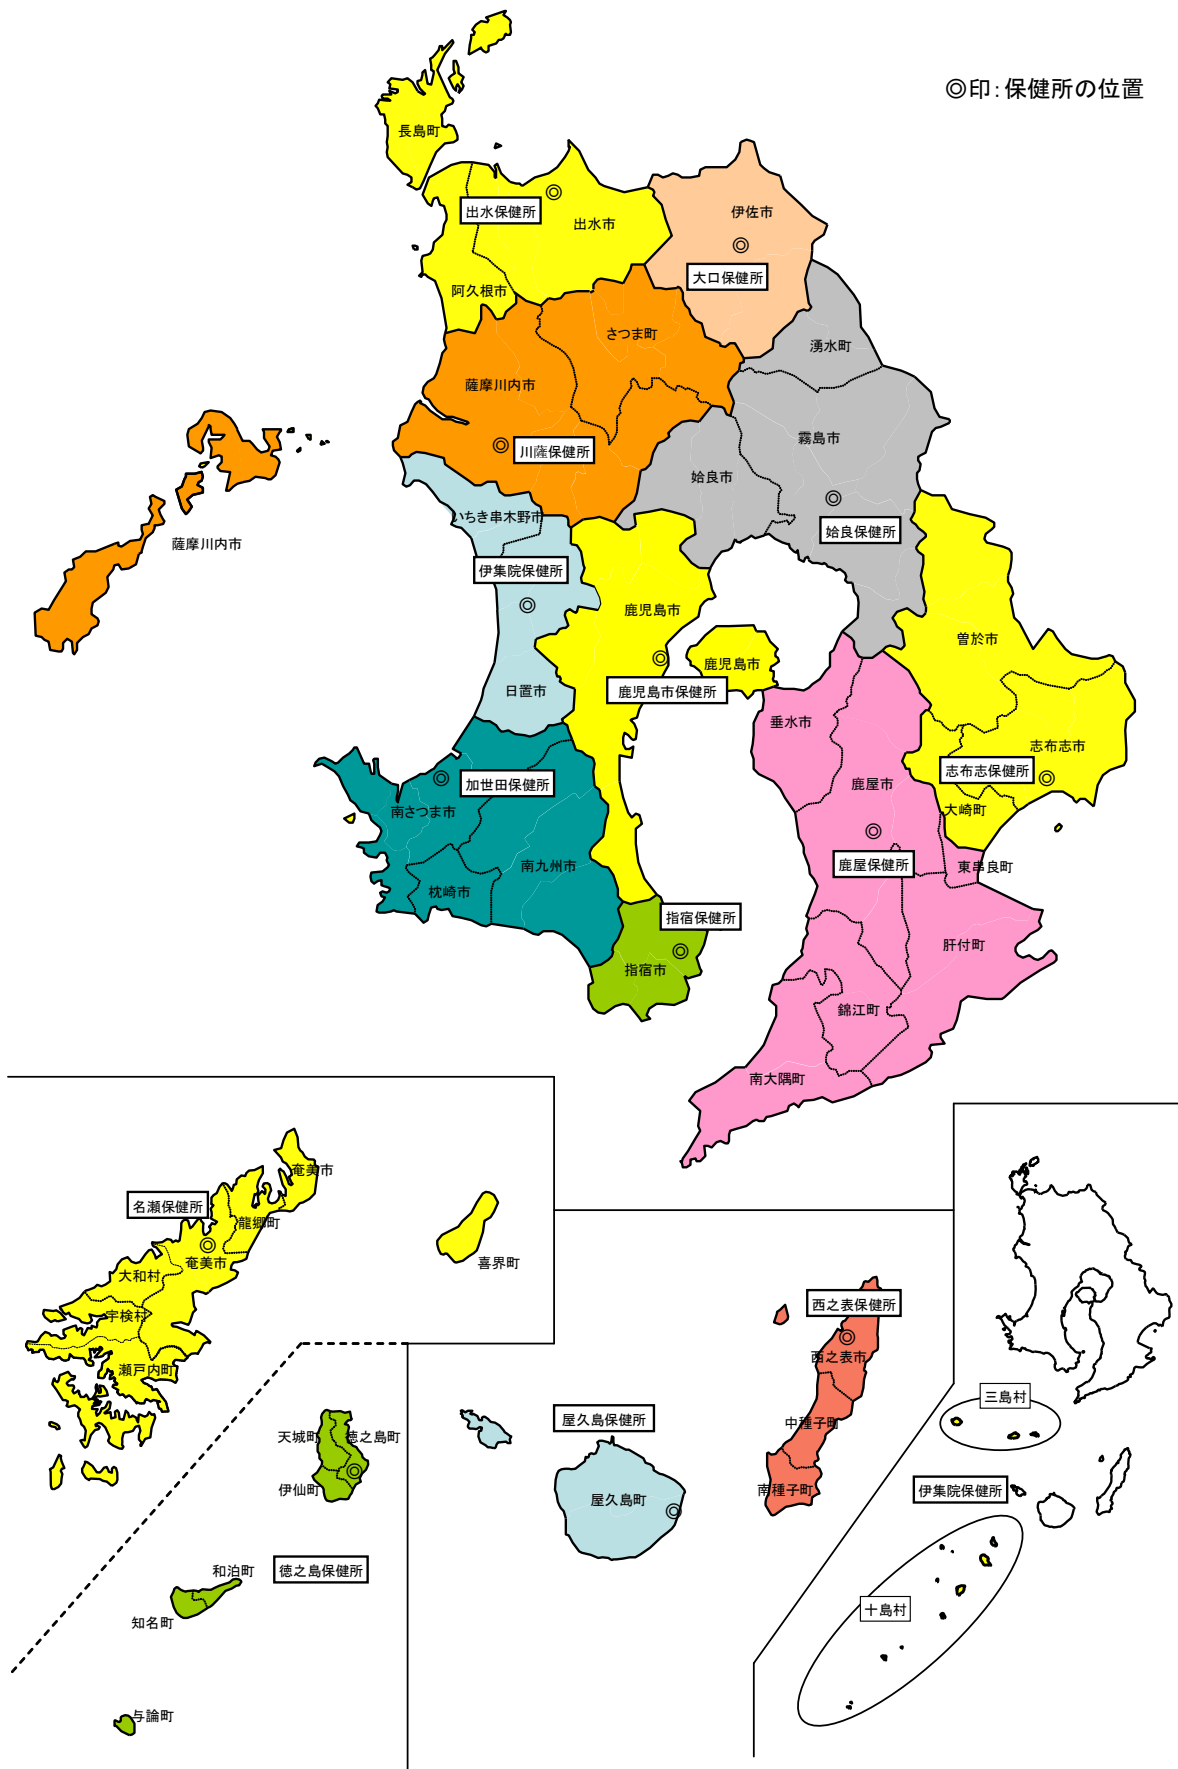 ◎印：保健所の位置
長島町
出水保健所
出水市
伊佐市
大口保健所
阿久根市
さつま町
湧水町
薩摩川内市
霧島市
川薩保健所
姶良市
いちき串木野市
姶良保健所
薩摩川内市
伊集院保健所
鹿児島市
曽於市
鹿児島市
日置市
鹿児島市保健所
垂水市
志布志市
加世田保健所
鹿屋市
志布志保健所
南さつま市
大崎町
南九州市
鹿屋保健所
東串良町
枕崎市
指宿保健所
肝付町
指宿市
錦江町
南大隅町
奄美市
名瀬保健所
龍郷町
奄美市
喜界町
大和村
宇検村
瀬戸内町
西之表保健所
西之表市
三島村
屋久島保健所
中種子町
天城町
徳之島町
伊仙町
屋久島町
南種子町
伊集院保健所
和泊町
徳之島保健所
知名町
十島村
与論町